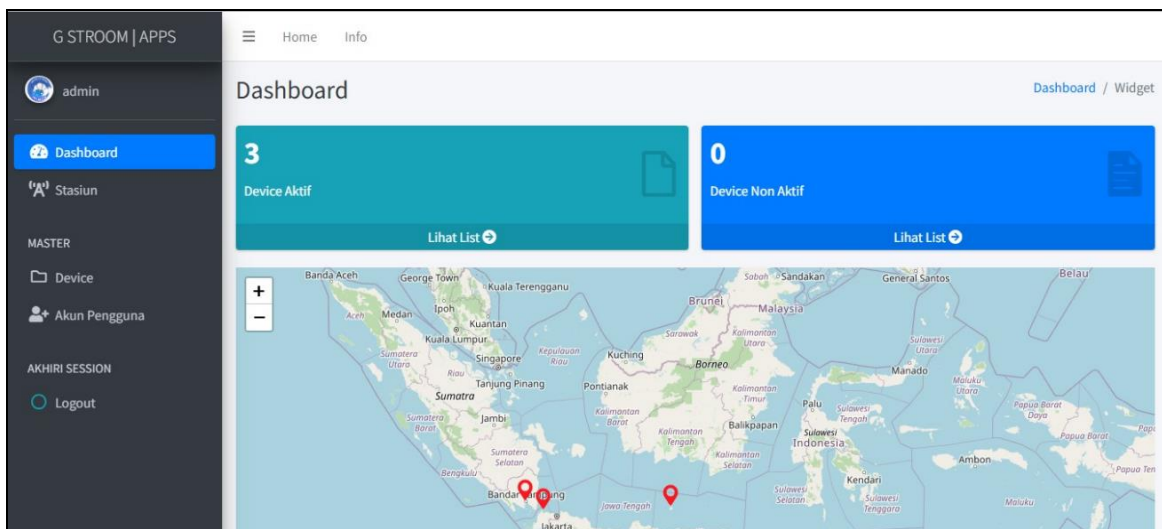 G STROOM | APPS
Home Info
admin
Dashboard
Stasiun
MASTER
Device
Akun Pengguna
AKHIRI SESSION
Logout
Dashboard
Dashboard / Widget
3
Device Aktif
Lihat List
0
Device Non Aktif
Lihat List
+
−
Banda Aceh
George Town
Kuala Terengganu
Sabah
Sandakan
General Santos
Belau
Aceh
Medan
Ipoh
Brunei
Malaysia
Kuantan
Kuala Lumpur
Sarawak
Kalimantan
Utara
Sulawesi
Utara
Sumatera
Utara
Singapore
Kepulauan
Riau
Kuching
Borneo
Manado
Riau
Tanjung Pinang
Pontianak
Kalimantan
Timur
Maluku
Utara
Sumatra
Palu
Sulawesi
Tengah
Papua Barat
Daya
Sumatera
Barat
Jambi
Kalimantan
Barat
Kalimantan
Tengah
Balikpapan
Sulawesi
Indonesia
Papua Barat
Sumatera
Selatan
Kalimantan
Selatan
Ambon
Bengkulu
Kendari
Papua Ten
Bandar
Jawa Tengah
Sulawesi
Selatan
Sulawesi
Tenggara
Maluku
Jakarta